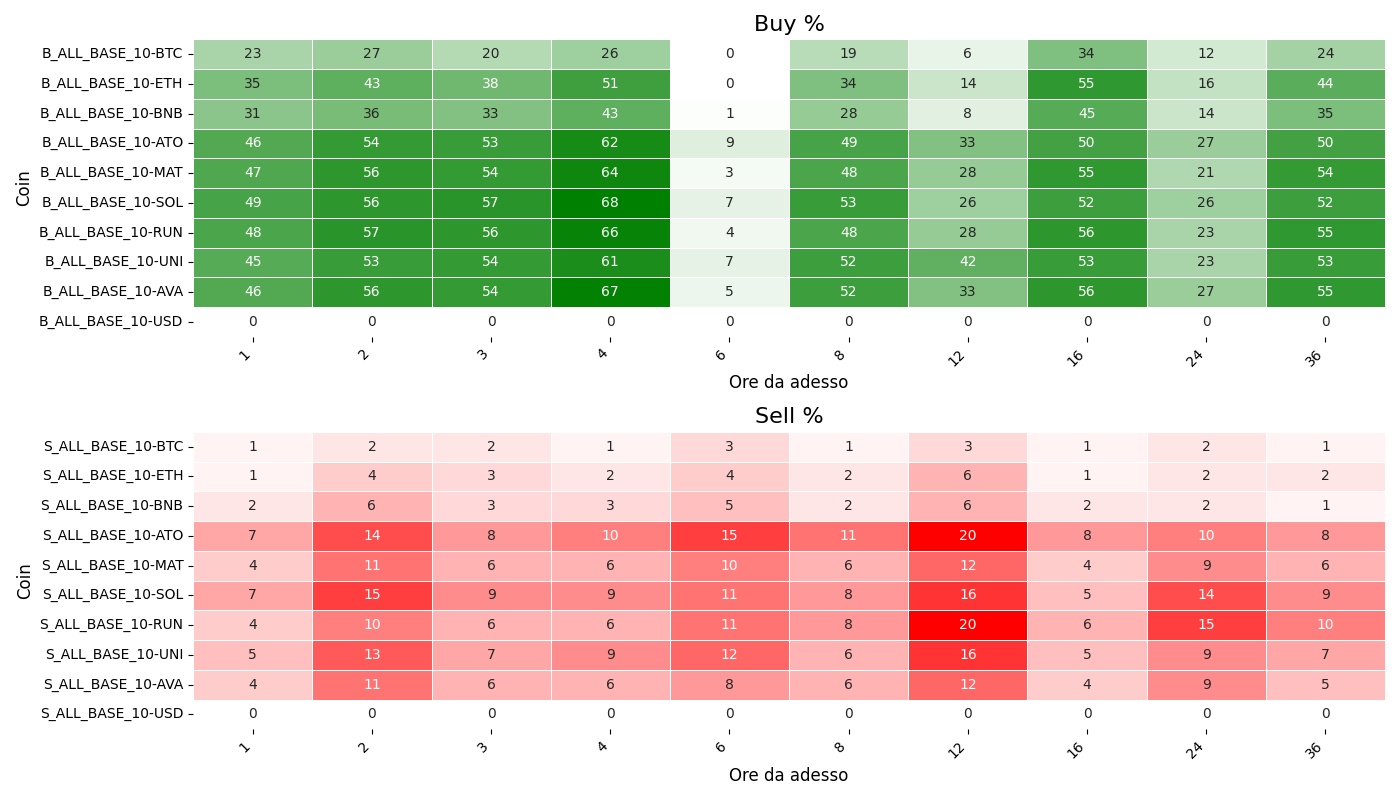 Buy %
Coin
B_ALL_BASE_10-BTC 23 27 20 26 0 19 6 34 12 24
B_ALL_BASE_10-ETH 35 43 38 51 0 34 14 55 16 44
B_ALL_BASE_10-BNB 31 36 33 43 1 28 8 45 14 35
B_ALL_BASE_10-ATO 46 54 53 62 9 49 33 50 27 50
B_ALL_BASE_10-MAT 47 56 54 64 3 48 28 55 21 54
B_ALL_BASE_10-SOL 49 56 57 68 7 53 26 52 26 52
B_ALL_BASE_10-RUN 48 57 56 66 4 48 28 56 23 55
B_ALL_BASE_10-UNI 45 53 54 61 7 52 42 53 23 53
B_ALL_BASE_10-AVA 46 56 54 67 5 52 33 56 27 55
B_ALL_BASE_10-USD 0 0 0 0 0 0 0 0 0 0
1 2 3 4 6 8 12 16 24 36
Ore da adesso
Sell %
Coin
S_ALL_BASE_10-BTC 1 2 2 1 3 1 3 1 2 1
S_ALL_BASE_10-ETH 1 4 3 2 4 2 6 1 2 2
S_ALL_BASE_10-BNB 2 6 3 3 5 2 6 2 2 1
S_ALL_BASE_10-ATO 7 14 8 10 15 11 20 8 10 8
S_ALL_BASE_10-MAT 4 11 6 6 10 6 12 4 9 6
S_ALL_BASE_10-SOL 7 15 9 9 11 8 16 5 14 9
S_ALL_BASE_10-RUN 4 10 6 6 11 8 20 6 15 10
S_ALL_BASE_10-UNI 5 13 7 9 12 6 16 5 9 7
S_ALL_BASE_10-AVA 4 11 6 6 8 6 12 4 9 5
S_ALL_BASE_10-USD 0 0 0 0 0 0 0 0 0 0
1 2 3 4 6 8 12 16 24 36
Ore da adesso